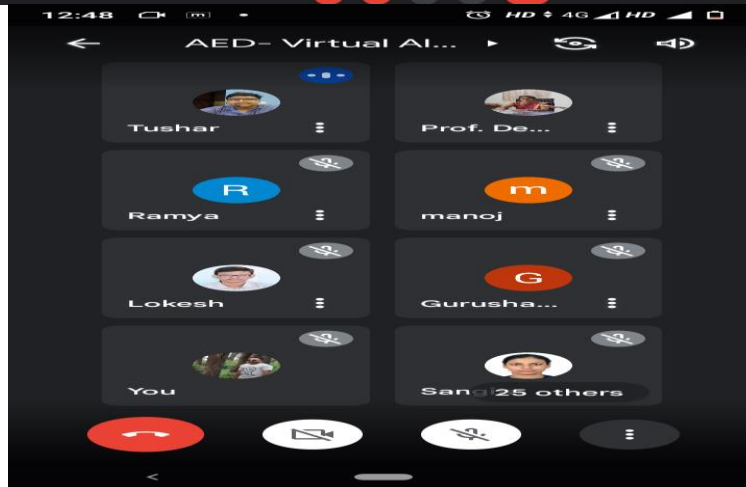 12:48 m HD 4G HD
AED- Virtual Al...
Tushar Prof. De...
R m
Ramya manoj
G
Lokesh Gurusha...
You San 25 others